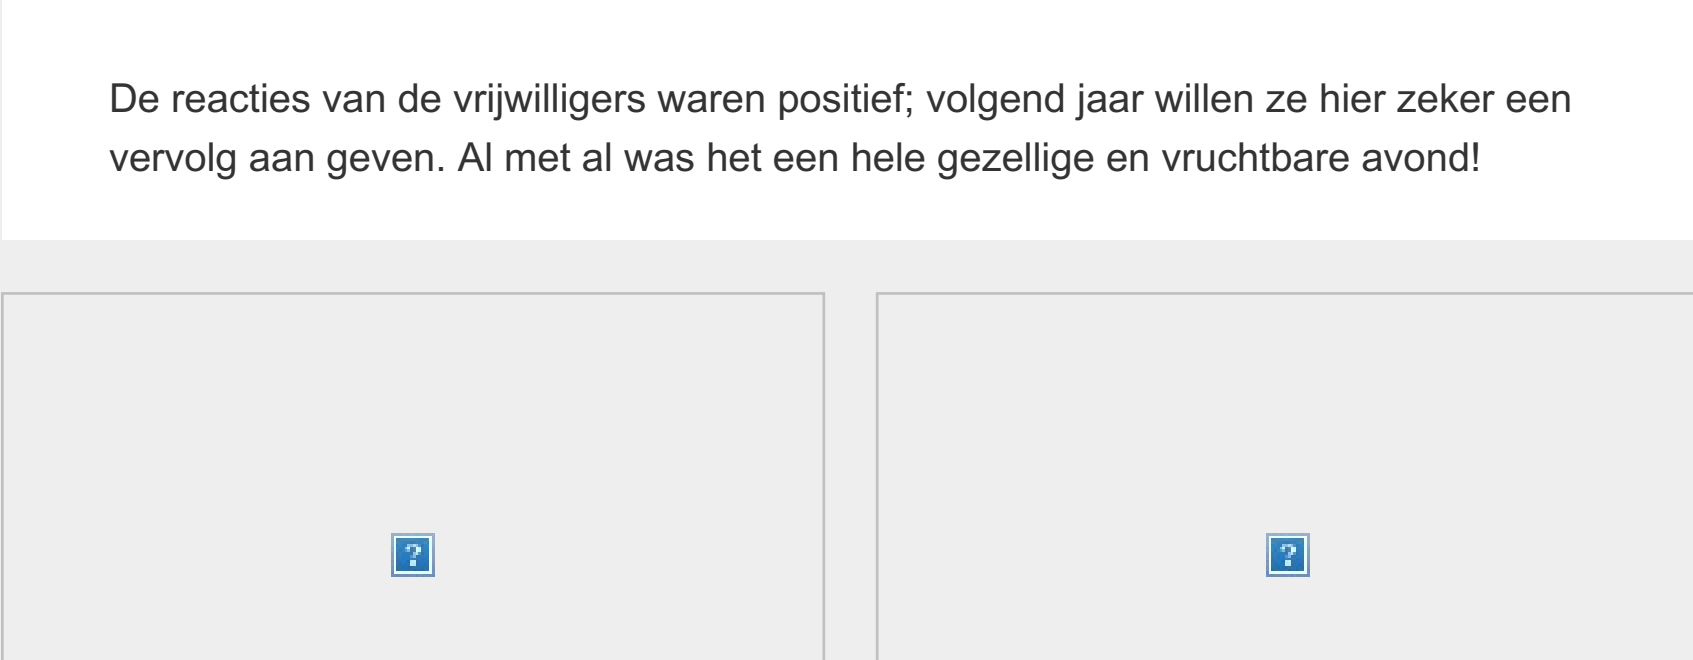 De reacties van de vrijwilligers waren positief; volgend jaar willen ze hier zeker een
vervolg aan geven. Al met al was het een hele gezellige en vruchtbare avond!